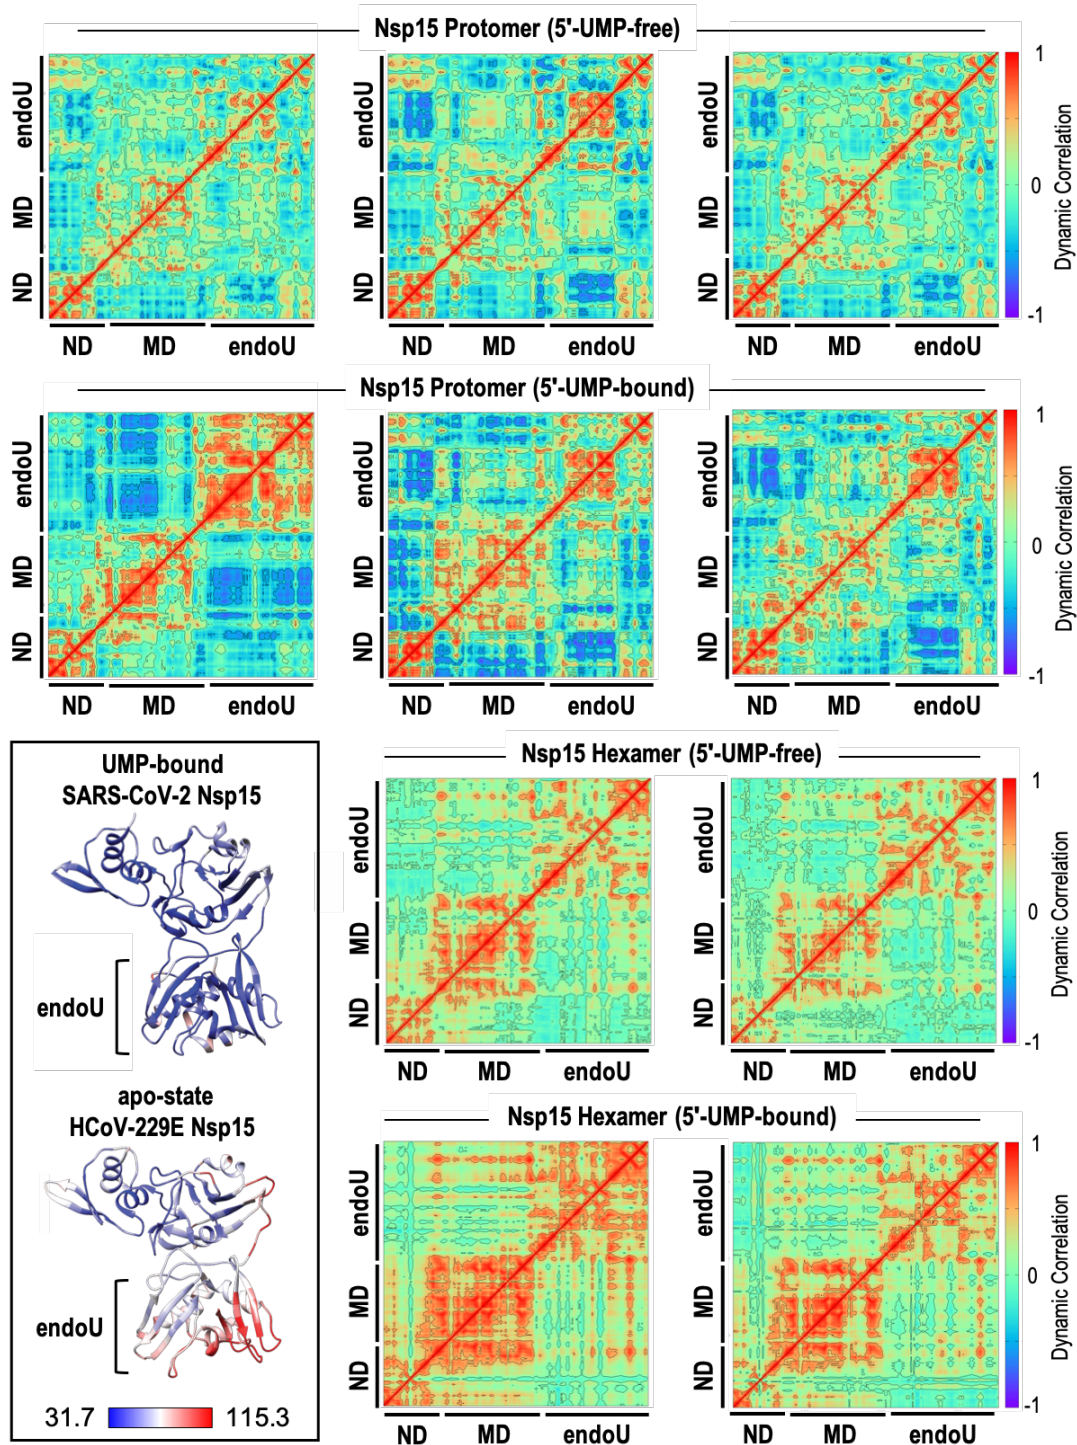 Nsp15 Protomer (5'-UMP-free)
endoU
MD
ND
ND MD endoU
endoU
MD
ND
ND MD endoU
endoU
MD
ND
ND MD endoU
1
0
-1
Dynamic Correlation
Nsp15 Protomer (5'-UMP-bound)
endoU
MD
ND
ND MD endoU
endoU
MD
ND
ND MD endoU
endoU
MD
ND
ND MD endoU
1
0
-1
Dynamic Correlation
UMP-bound
SARS-CoV-2 Nsp15
endoU
apo-state
HCoV-229E Nsp15
endoU
31.7 115.3
Nsp15 Hexamer (5'-UMP-free)
endoU
MD
ND
ND MD endoU
endoU
MD
ND
ND MD endoU
1
0
-1
Dynamic Correlation
Nsp15 Hexamer (5'-UMP-bound)
endoU
MD
ND
ND MD endoU
endoU
MD
ND
ND MD endoU
1
0
-1
Dynamic Correlation